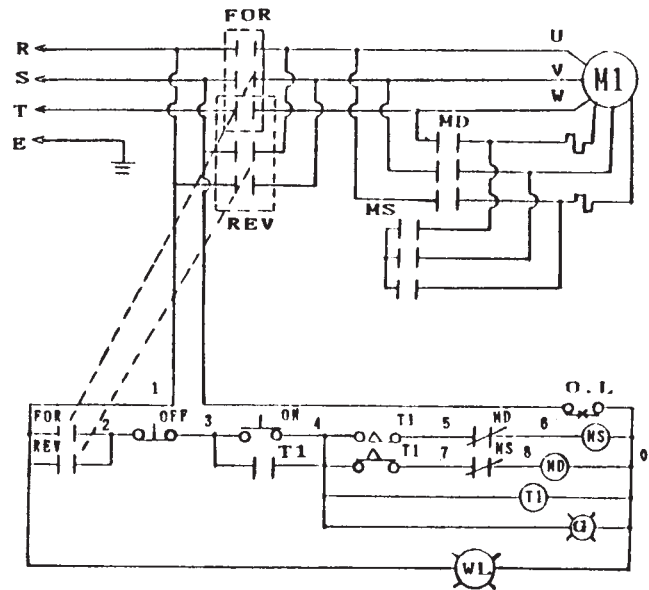 FOR
R
U
S
V
M1
T
W
MD
E
MS
REV
O.L
1
FOR
2
OFF
3
ON
4
T1
5
MD
6
MS
REV
T1
T1
7
MS
8
MD
0
T1
G
WL